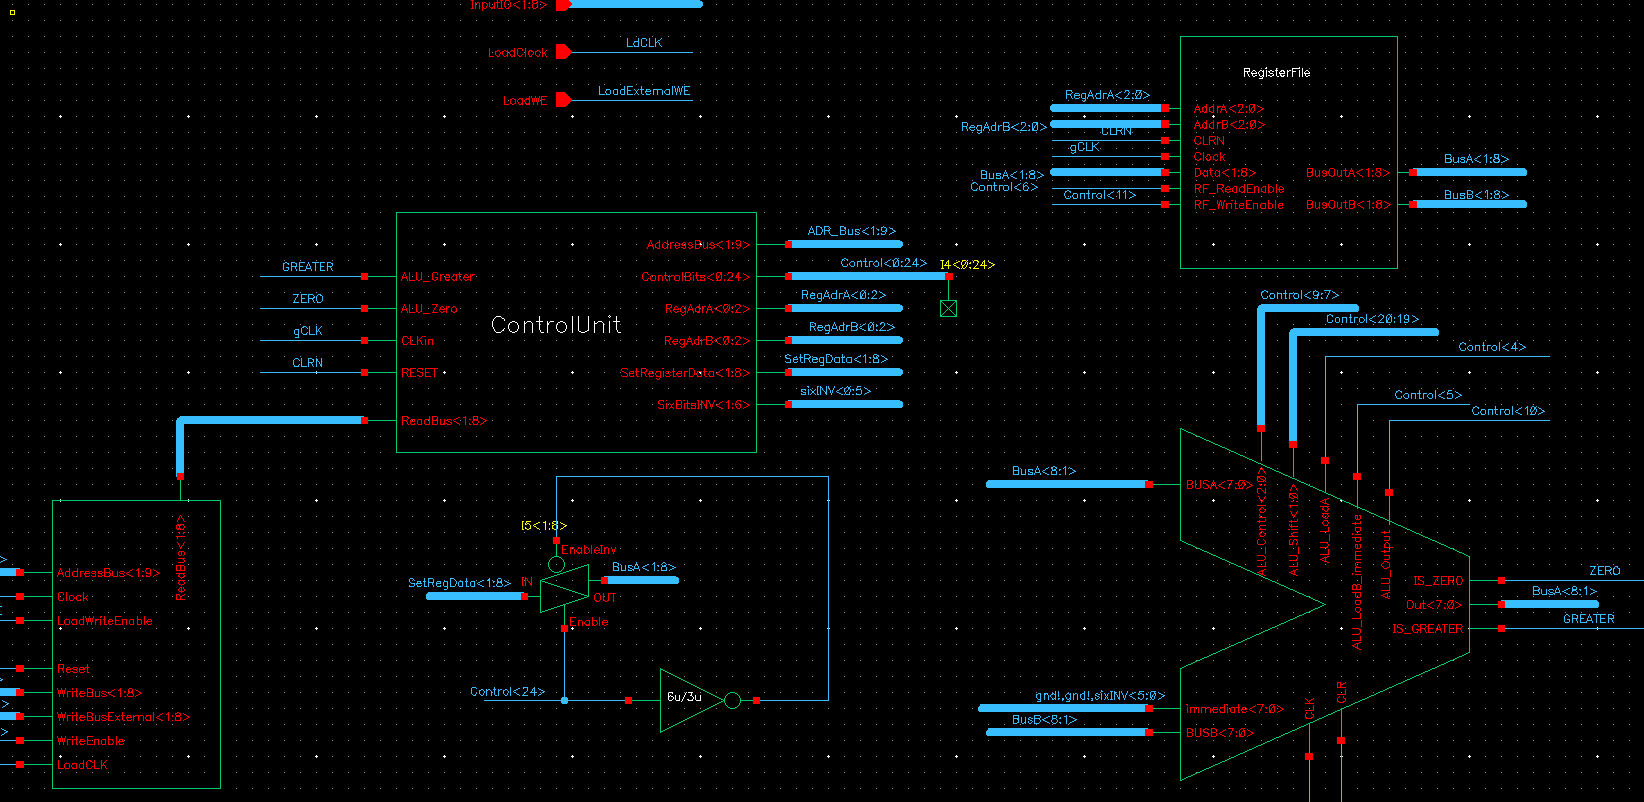 InputIO<1:8>
LoadClock
LdCLK
LoadWE
LoadExternalWE
RegisterFile
RegAdrA<2:0>
AddrA<2:0>
RegAdrB<2:0>
AddrB<2:0>
CLRN
CLRN
gCLK
Clock
BusA<1:8>
Data<1:8>
Control<6>
RF_ReadEnable
Control<11>
RF_WriteEnable
BusOutA<1:8>
BusA<1:8>
BusOutB<1:8>
BusB<1:8>
ControlUnit
GREATER
ALU_Greater
ZERO
ALU_Zero
gCLK
CLKin
CLRN
RESET
ReadBus<1:8>
AddressBus<1:9>
ADR_Bus<1:9>
ControlBits<0:24>
Control<0:24>
I4<0:24>
RegAdrA<0:2>
RegAdrA<0:2>
RegAdrB<0:2>
RegAdrB<0:2>
SetRegisterData<1:8>
SetRegData<1:8>
SixBitsINV<1:6>
sixINV<0:5>
ReadBus<1:8>
AddressBus<1:9>
Clock
LoadWriteEnable
Reset
WriteBus<1:8>
WriteBusExternal<1:8>
WriteEnable
LoadCLK
I5<1:8>
EnableInv
SetRegData<1:8>
IN
BusA<1:8>
OUT
Enable
Control<24>
6u/3u
Control<9:7>
Control<20:19>
Control<4>
Control<5>
Control<10>
BusA<8:1>
BUSA<7:0>
ALU_Control<2:0>
ALU_Shift<1:0>
ALU_LoadA
ALU_LoadB_immediate
ALU_Output
IS_ZERO
ZERO
Out<7:0>
BusA<8:1>
IS_GREATER
GREATER
gnd!,gnd!,sixINV<5:0>
immediate<7:0>
BusB<8:1>
BUSB<7:0>
CLK
CLR